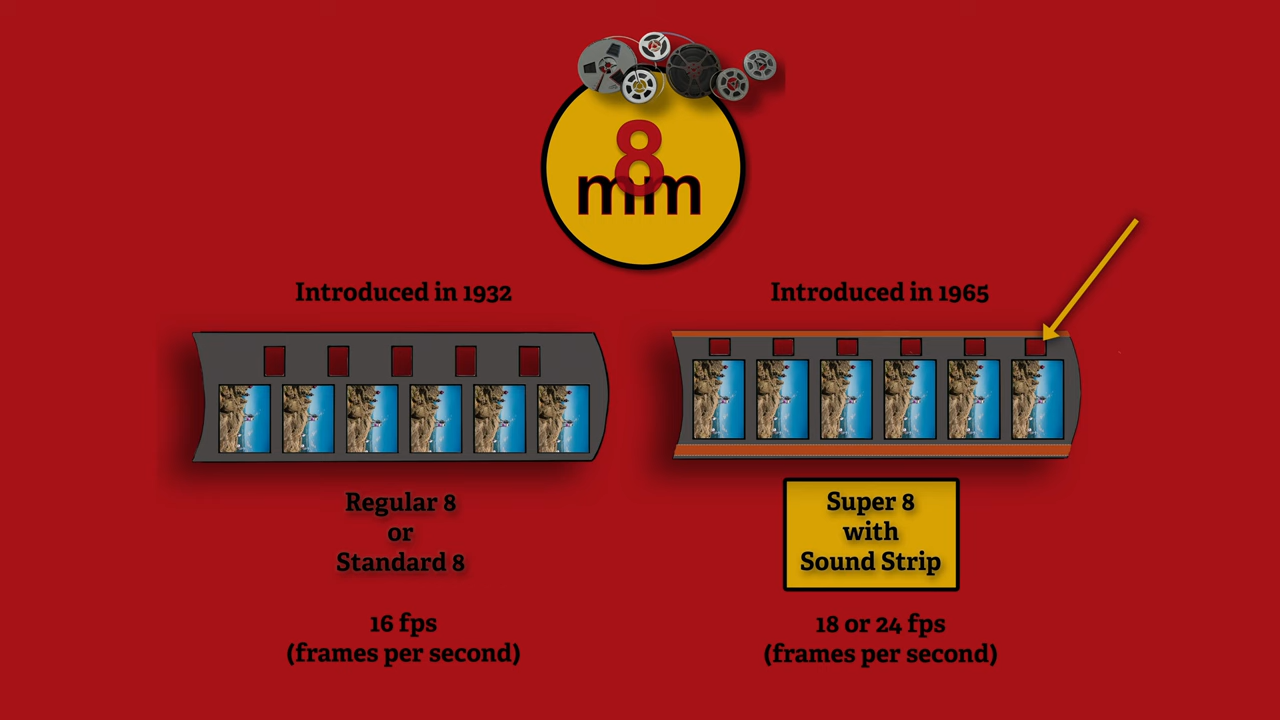 8
mm
Introduced in 1932
Introduced in 1965
Regular 8
or
Standard 8
Super 8
with
Sound Strip
16 fps
(frames per second)
18 or 24 fps
(frames per second)